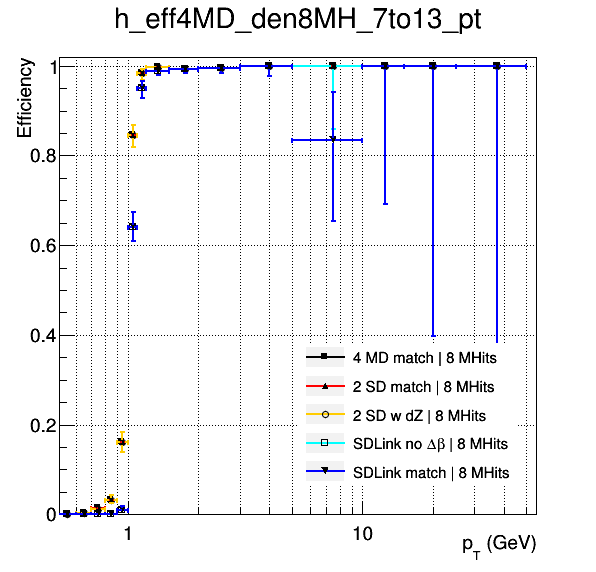 h_eff4MD_den8MH_7to13_pt
Efficiency
1
0.8
0.6
0.4
0.2
0
4 MD match | 8 MHits
2 SD match | 8 MHits
2 SD w dZ | 8 MHits
SDLink no Δβ | 8 MHits
SDLink match | 8 MHits
1
10
p_T (GeV)